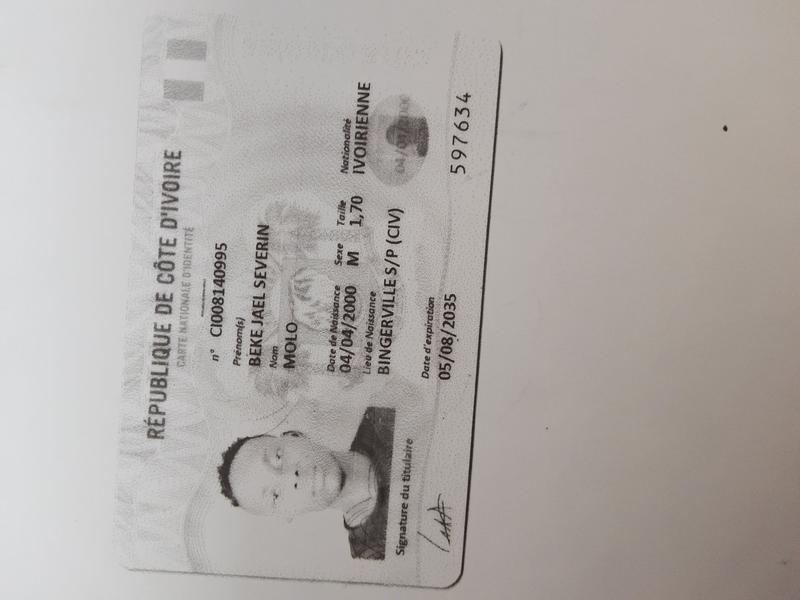 RÉPUBLIQUE DE CÔTE D'IVOIRE
CARTE NATIONALE D'IDENTITÉ
n° CI008140995
Prénom(s)
BEKE JAEL SEVERIN
Nom
MOLO
Date de Naissance Sexe Taille Nationalité
04/04/2000 M 1,70 IVOIRIENNE
Lieu de Naissance
BINGERVILLE S/P (CIV)
Date d'expiration
05/08/2035
Signature du titulaire
597634